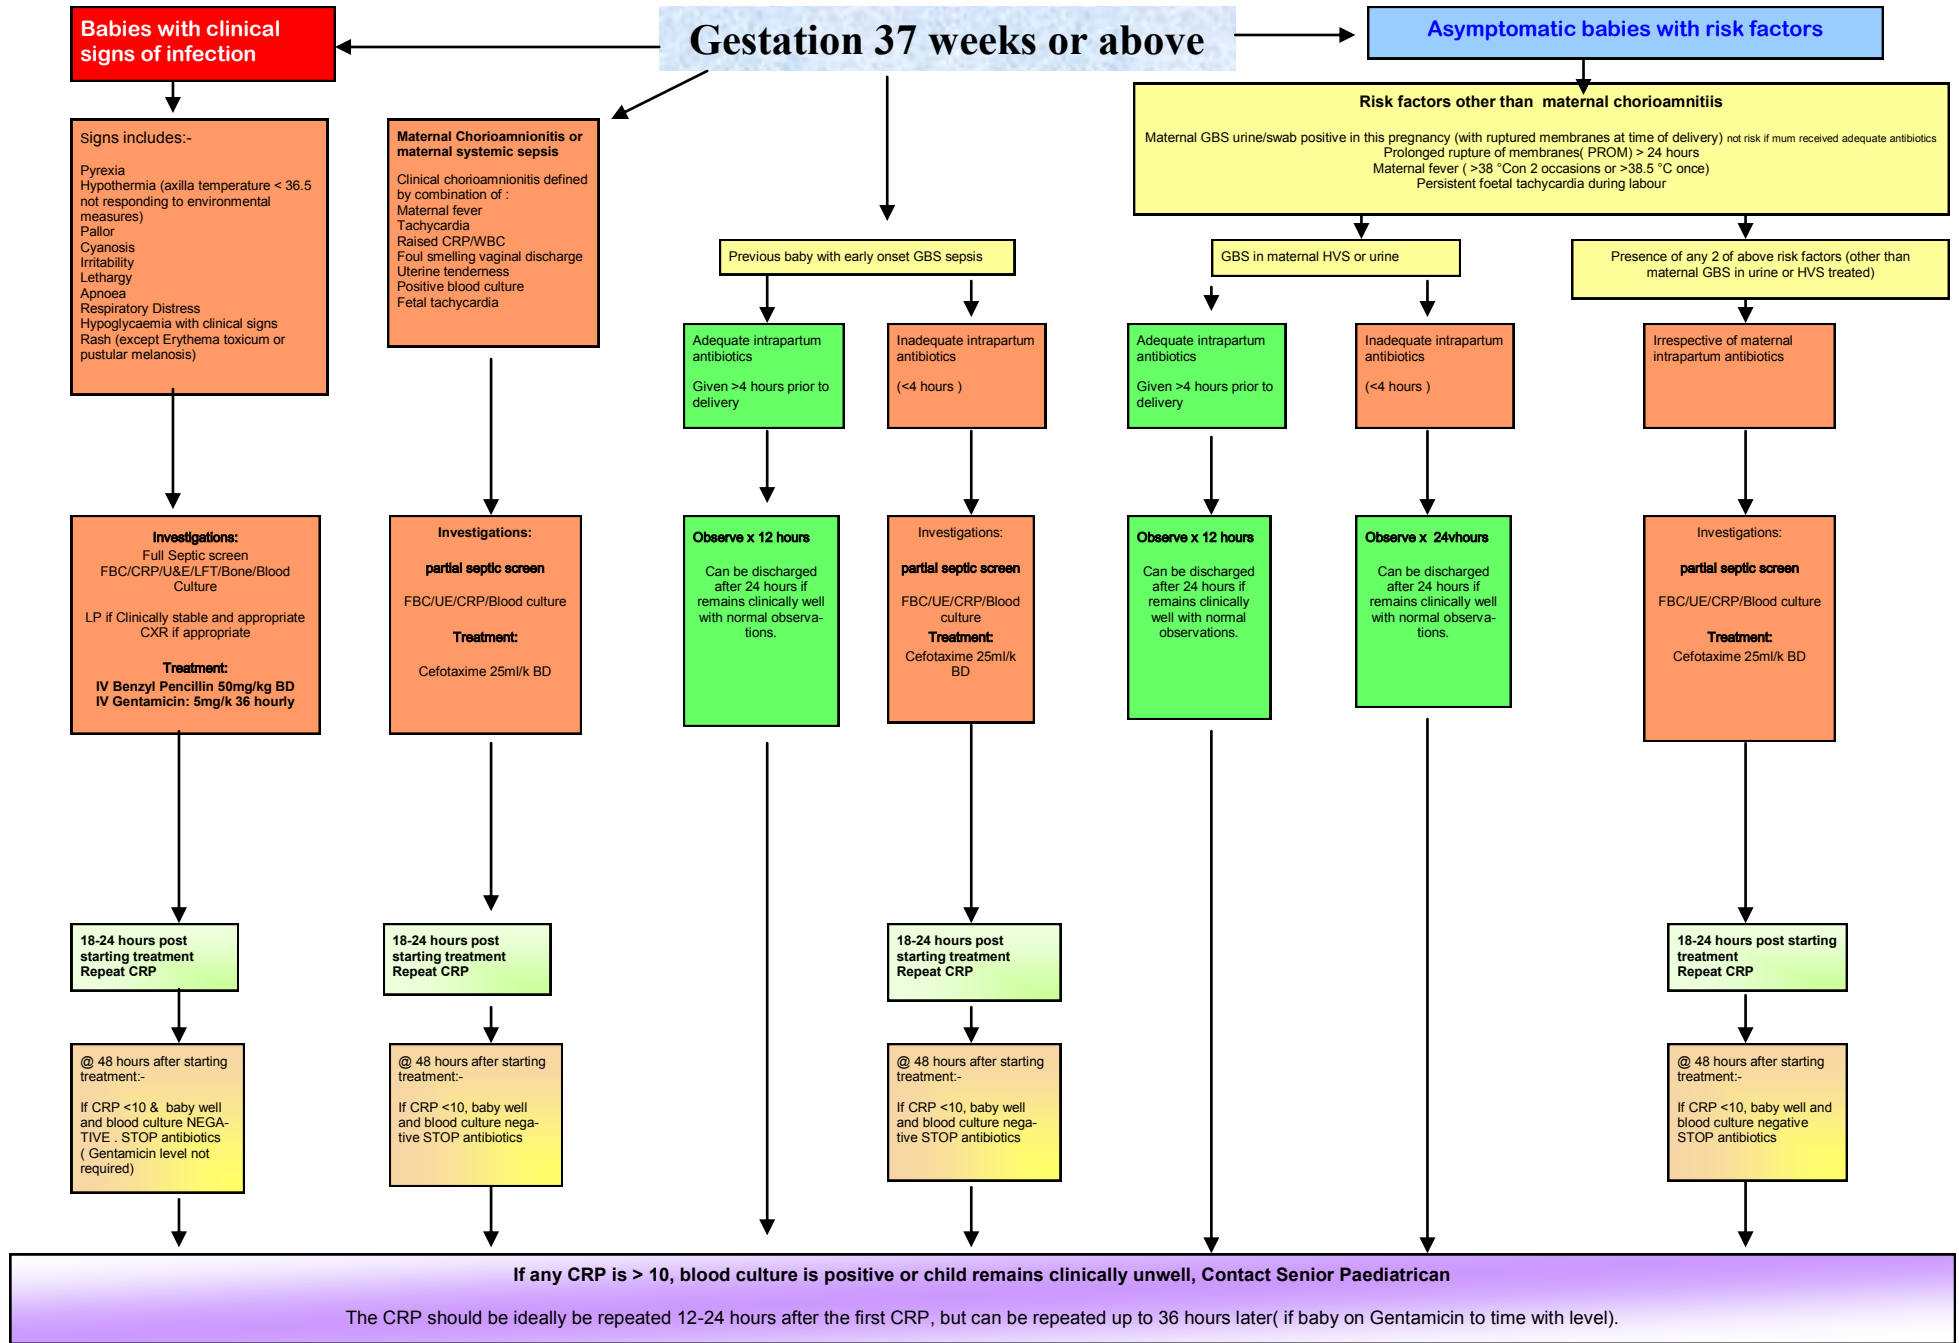 Babies with clinical
signs of infection
Gestation 37 weeks or above
Asymptomatic babies with risk factors
Signs includes:-
Pyrexia
Hypothermia (axilla temperature < 36.5
not responding to environmental
measures)
Pallor
Cyanosis
Irritability
Lethargy
Apnoea
Respiratory Distress
Hypoglycaemia with clinical signs
Rash (except Erythema toxicum or
pustular melanosis)
Maternal Chorioamnionitis or
maternal systemic sepsis
Clinical chorioamnionitis defined
by combination of :
Maternal fever
Tachycardia
Raised CRP/WBC
Foul smelling vaginal discharge
Uterine tenderness
Positive blood culture
Fetal tachycardia
Risk factors other than  maternal chorioamnitiis
Maternal GBS urine/swab positive in this pregnancy (with ruptured membranes at time of delivery) not risk if mum received adequate antibiotics
Prolonged rupture of membranes( PROM) > 24 hours
Maternal fever ( >38 °Con 2 occasions or >38.5 °C once)
Persistent foetal tachycardia during labour
Previous baby with early onset GBS sepsis
GBS in maternal HVS or urine
Presence of any 2 of above risk factors (other than
maternal GBS in urine or HVS treated)
Adequate intrapartum
antibiotics
Given >4 hours prior to
delivery
Inadequate intrapartum
antibiotics
(<4 hours )
Adequate intrapartum
antibiotics
Given >4 hours prior to
delivery
Inadequate intrapartum
antibiotics
(<4 hours )
Irrespective of maternal
intrapartum antibiotics
Investigations:
Full Septic screen
FBC/CRP/U&E/LFT/Bone/Blood
Culture
LP if Clinically stable and appropriate
CXR if appropriate
Treatment:
IV Benzyl Pencillin 50mg/kg BD
IV Gentamicin: 5mg/k 36 hourly
Investigations:
partial septic screen
FBC/UE/CRP/Blood culture
Treatment:
Cefotaxime 25ml/k BD
Observe x 12 hours
Can be discharged
after 24 hours if
remains clinically well
with normal observa-
tions.
Investigations:
partial septic screen
FBC/UE/CRP/Blood
culture
Treatment:
Cefotaxime 25ml/k
BD
Observe x 12 hours
Can be discharged
after 24 hours if
remains clinically
well with normal
observations.
Observe x  24vhours
Can be discharged
after 24 hours if
remains clinically well
with normal observa-
tions.
Investigations:
partial septic screen
FBC/UE/CRP/Blood culture
Treatment:
Cefotaxime 25ml/k BD
18-24 hours post
starting treatment
Repeat CRP
18-24 hours post
starting treatment
Repeat CRP
18-24 hours post
starting treatment
Repeat CRP
18-24 hours post starting
treatment
Repeat CRP
@ 48 hours after starting
treatment:-
If CRP <10 &  baby well
and blood culture NEGA-
TIVE . STOP antibiotics
( Gentamicin level not
required)
@ 48 hours after starting
treatment:-
If CRP <10, baby well
and blood culture nega-
tive STOP antibiotics
@ 48 hours after starting
treatment:-
If CRP <10, baby well
and blood culture nega-
tive STOP antibiotics
@ 48 hours after starting
treatment:-
If CRP <10, baby well and
blood culture negative
STOP antibiotics
If any CRP is > 10, blood culture is positive or child remains clinically unwell, Contact Senior Paediatrican
The CRP should be ideally be repeated 12-24 hours after the first CRP, but can be repeated up to 36 hours later( if baby on Gentamicin to time with level).